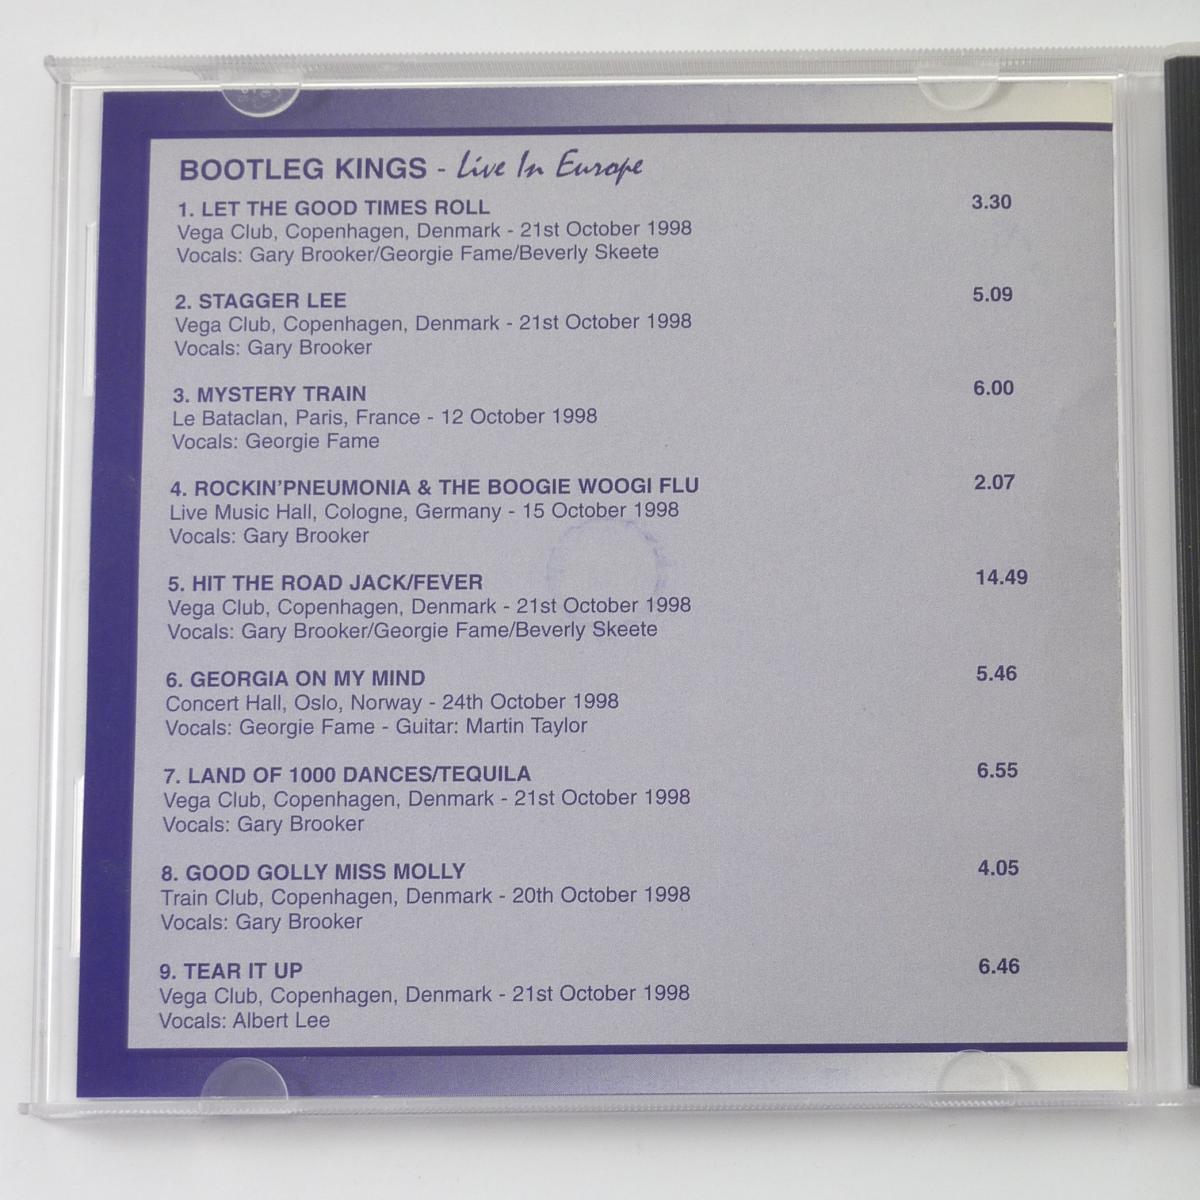 BOOTLEG KINGS - Live In Europe
1. LET THE GOOD TIMES ROLL 3.30
Vega Club, Copenhagen, Denmark - 21st October 1998
Vocals: Gary Brooker/Georgie Fame/Beverly Skeete
2. STAGGER LEE 5.09
Vega Club, Copenhagen, Denmark - 21st October 1998
Vocals: Gary Brooker
3. MYSTERY TRAIN 6.00
Le Bataclan, Paris, France - 12 October 1998
Vocals: Georgie Fame
4. ROCKIN'PNEUMONIA & THE BOOGIE WOOGI FLU 2.07
Live Music Hall, Cologne, Germany - 15 October 1998
Vocals: Gary Brooker
5. HIT THE ROAD JACK/FEVER 14.49
Vega Club, Copenhagen, Denmark - 21st October 1998
Vocals: Gary Brooker/Georgie Fame/Beverly Skeete
6. GEORGIA ON MY MIND 5.46
Concert Hall, Oslo, Norway - 24th October 1998
Vocals: Georgie Fame - Guitar: Martin Taylor
7. LAND OF 1000 DANCES/TEQUILA 6.55
Vega Club, Copenhagen, Denmark - 21st October 1998
Vocals: Gary Brooker
8. GOOD GOLLY MISS MOLLY 4.05
Train Club, Copenhagen, Denmark - 20th October 1998
Vocals: Gary Brooker
9. TEAR IT UP 6.46
Vega Club, Copenhagen, Denmark - 21st October 1998
Vocals: Albert Lee